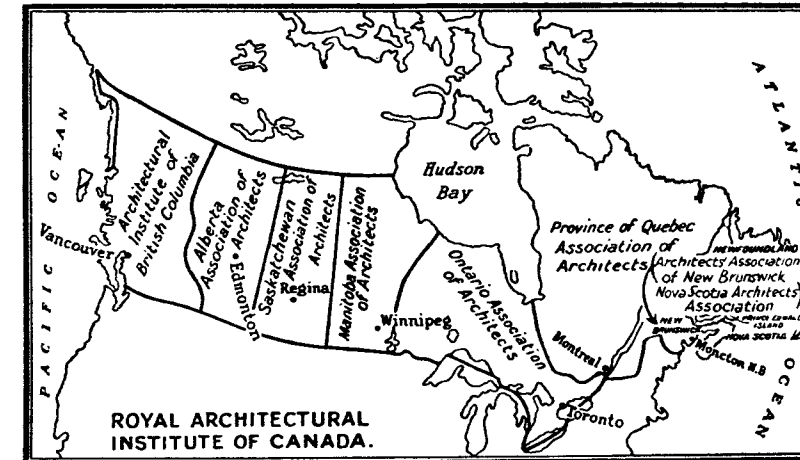 ATLANTIC
OCEAN
PACIFIC
OCEAN
Hudson
Bay
Architectural
Institute of
British Columbia
Vancouver
Alberta
Association of
Architects
Edmonton
Saskatchewan
Association of
Architects
Regina
Manitoba Association
of Architects
Winnipeg
Ontario Association
of Architects
Province of Quebec
Association of
Architects
NEWFOUNDLAND
Architects Association
of New Brunswick
Nova Scotia Architects
Association
PRINCE EDWARD
ISLAND
NEW
BRUNSWICK
NOVA SCOTIA
Moncton N.B
Montreal
Toronto
ROYAL ARCHITECTURAL
INSTITUTE OF CANADA.